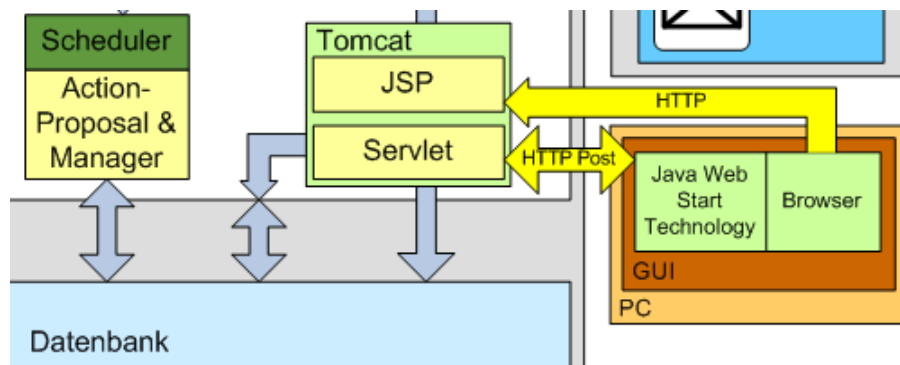 Scheduler
Action-
Proposal &
Manager
Tomcat
JSP
Servlet
HTTP
HTTP Post
Java Web
Start
Technology
Browser
GUI
PC
Datenbank